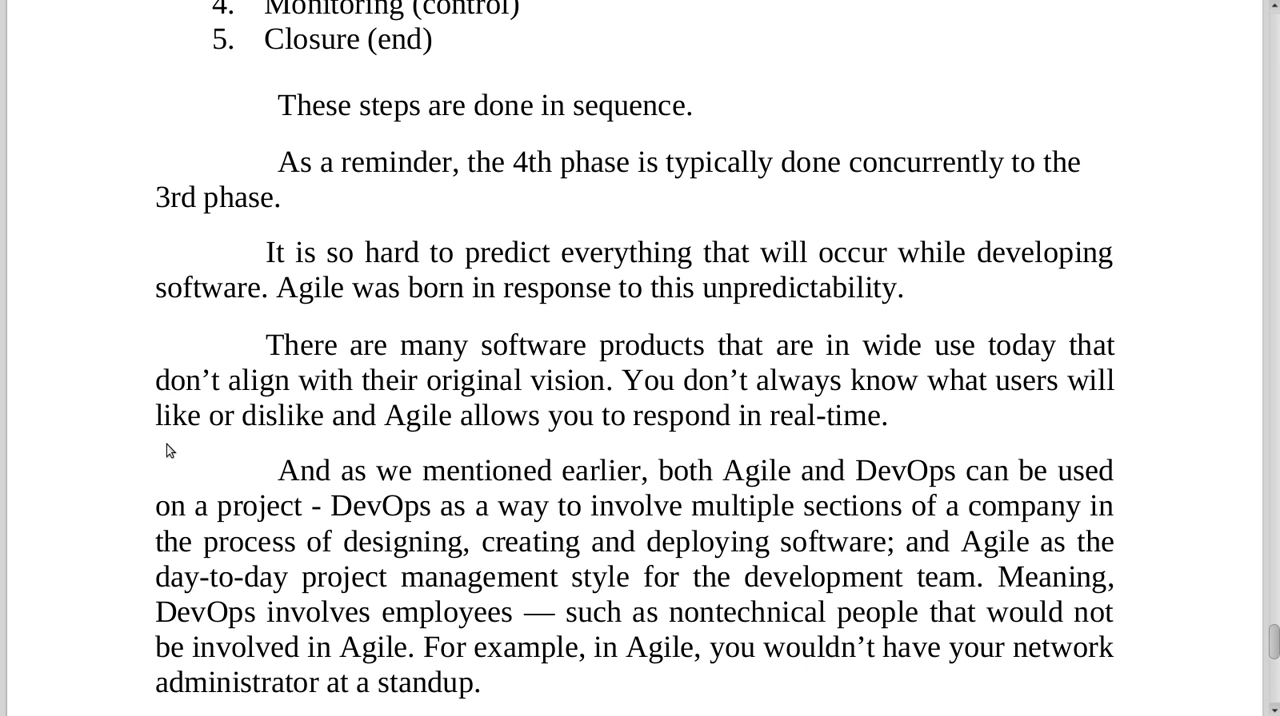 4. Monitoring (control)
5. Closure (end)
These steps are done in sequence.
As a reminder, the 4th phase is typically done concurrently to the
3rd phase.
It is so hard to predict everything that will occur while developing
software. Agile was born in response to this unpredictability.
There are many software products that are in wide use today that
don’t align with their original vision. You don’t always know what users will
like or dislike and Agile allows you to respond in real-time.
And as we mentioned earlier, both Agile and DevOps can be used
on a project - DevOps as a way to involve multiple sections of a company in
the process of designing, creating and deploying software; and Agile as the
day-to-day project management style for the development team. Meaning,
DevOps involves employees — such as nontechnical people that would not
be involved in Agile. For example, in Agile, you wouldn’t have your network
administrator at a standup.